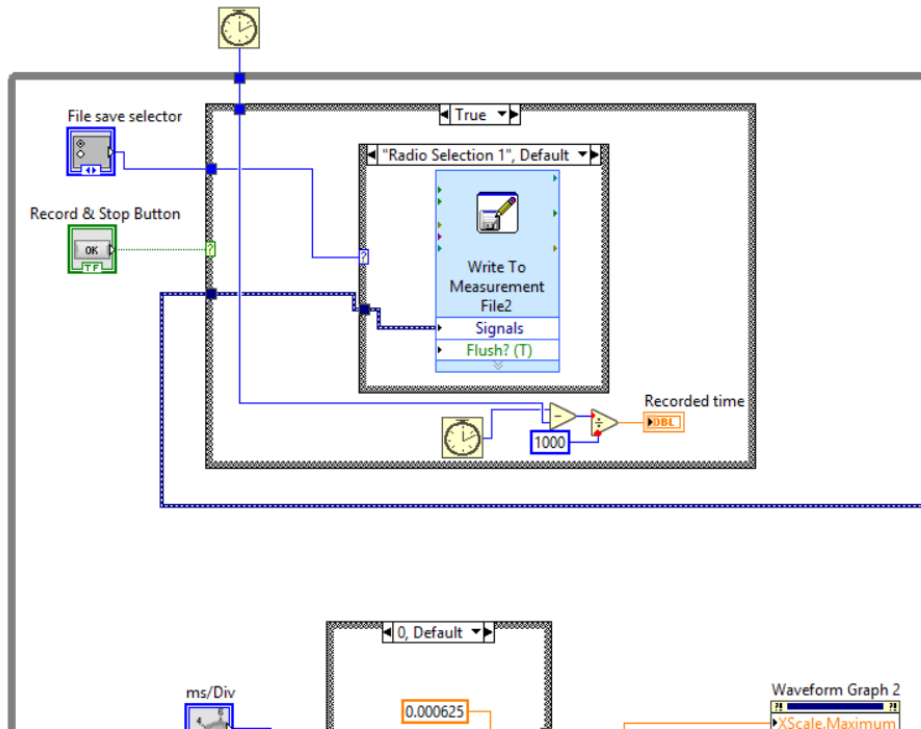 True
File save selector
"Radio Selection 1", Default
?
Record & Stop Button
OK
TF
?
Write To
Measurement
File2
Signals
Flush? (T)
Recorded time
DBL
1000
0, Default
ms/Div
Waveform Graph 2
0.000625
XScale.Maximum